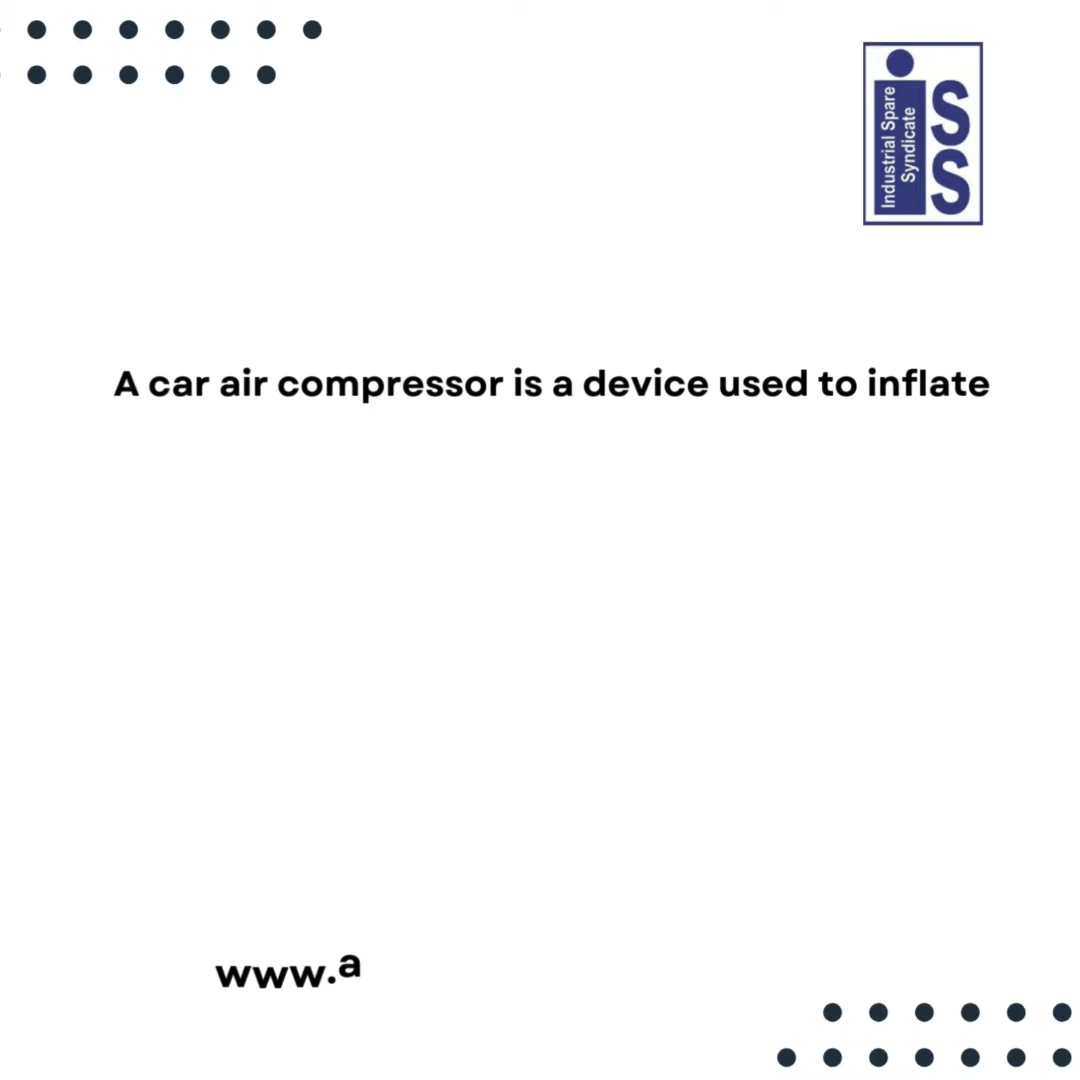 Industrial Spare
Syndicate
iSS
A car air compressor is a device used to inflate
www.a